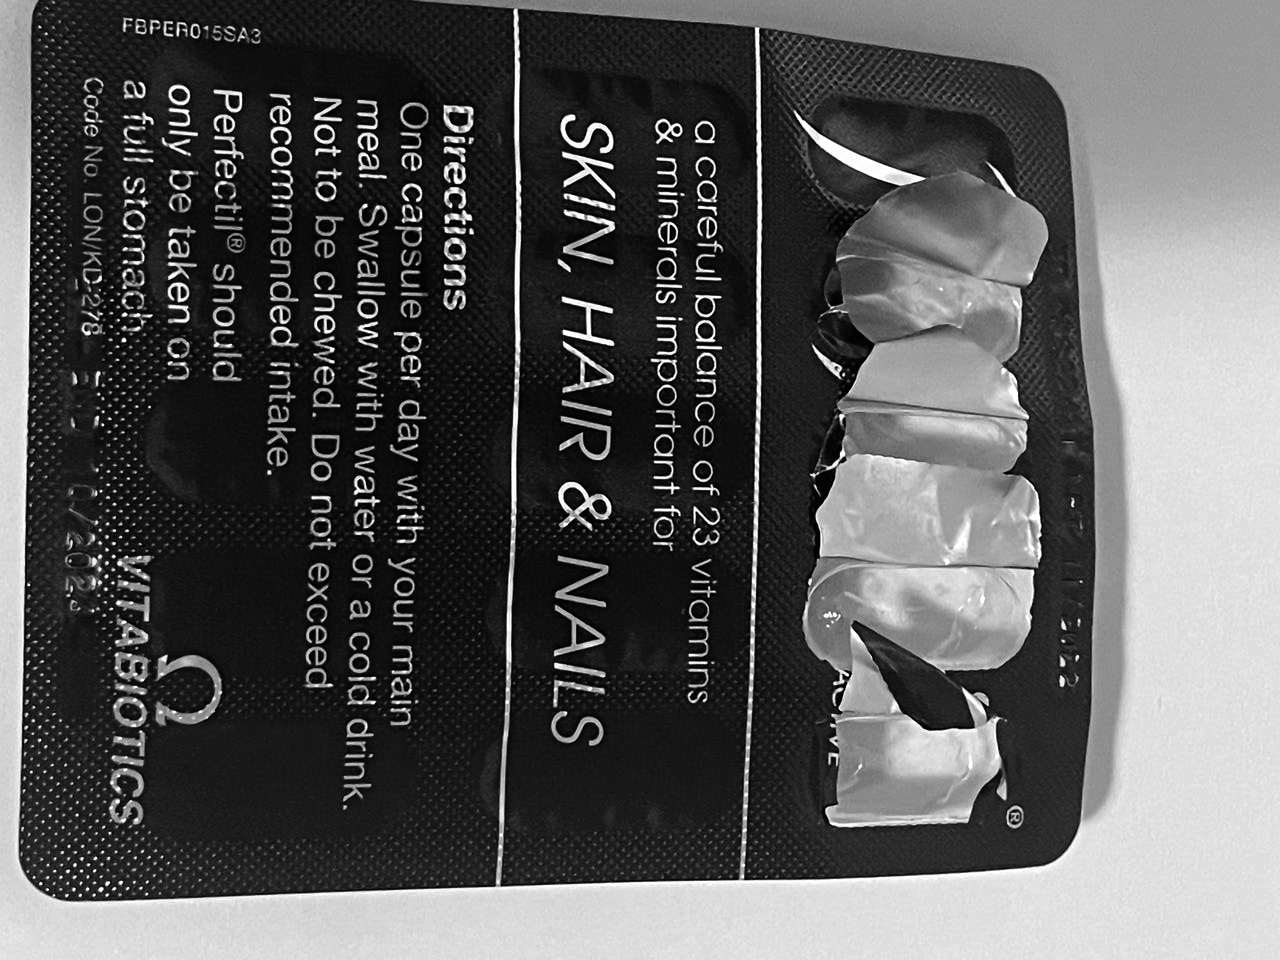 ACTIVE
®
a careful balance of 23 vitamins
& minerals important for
SKIN, HAIR & NAILS
Directions
One capsule per day with your main
meal. Swallow with water or a cold drink.
Not to be chewed. Do not exceed
recommended intake.
Perfectil® should
only be taken on
a full stomach.
VITABIOTICS
Code No. LON/KD-278
FBPER015SA3